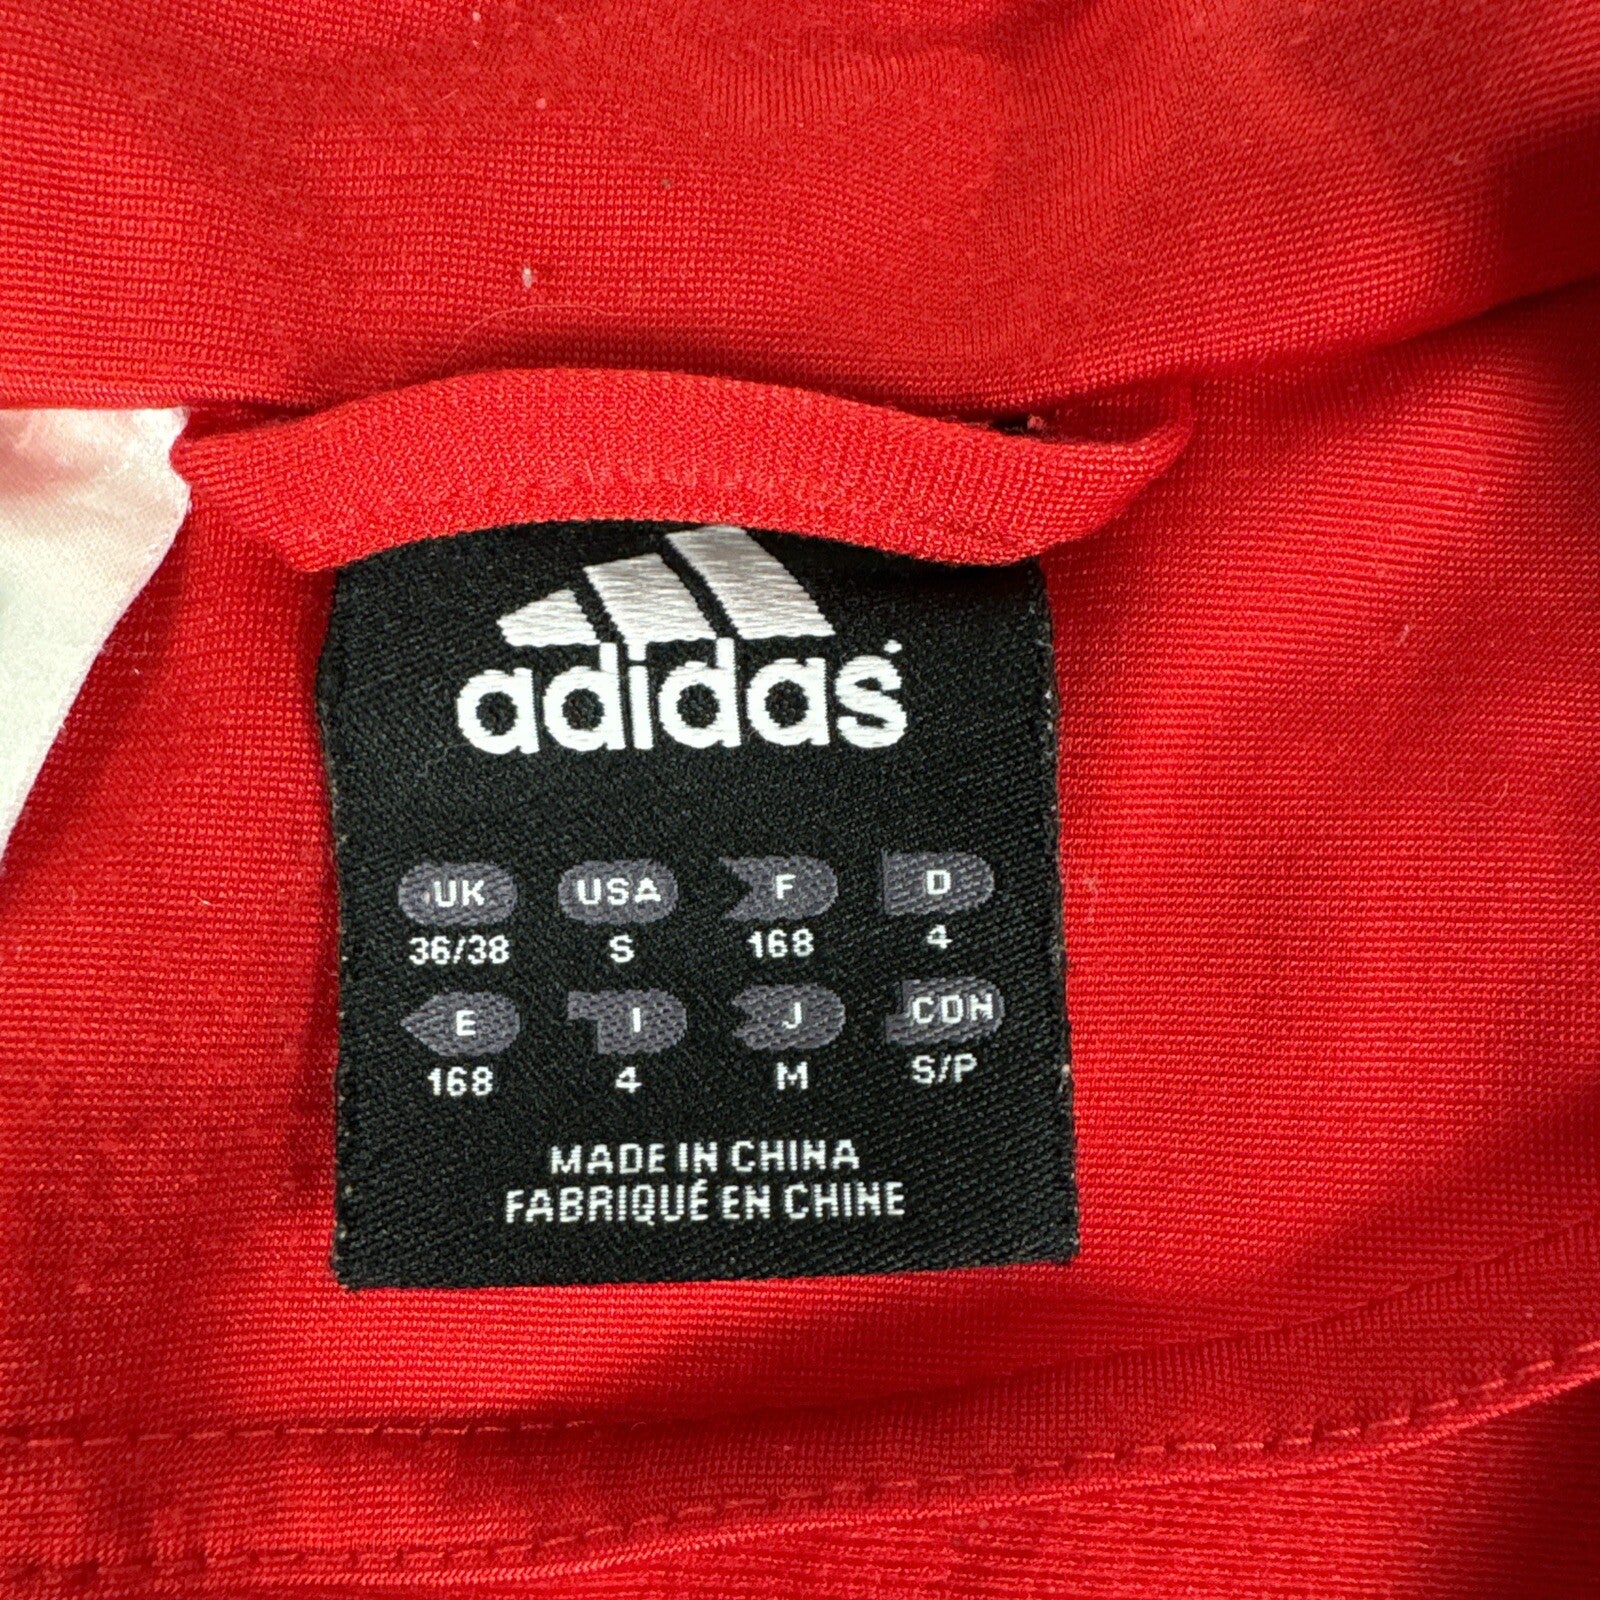 adidas
UK USA F D
36/38 S 168 4
E I J CDN
168 4 M S/P
MADE IN CHINA
FABRIQUÉ EN CHINE